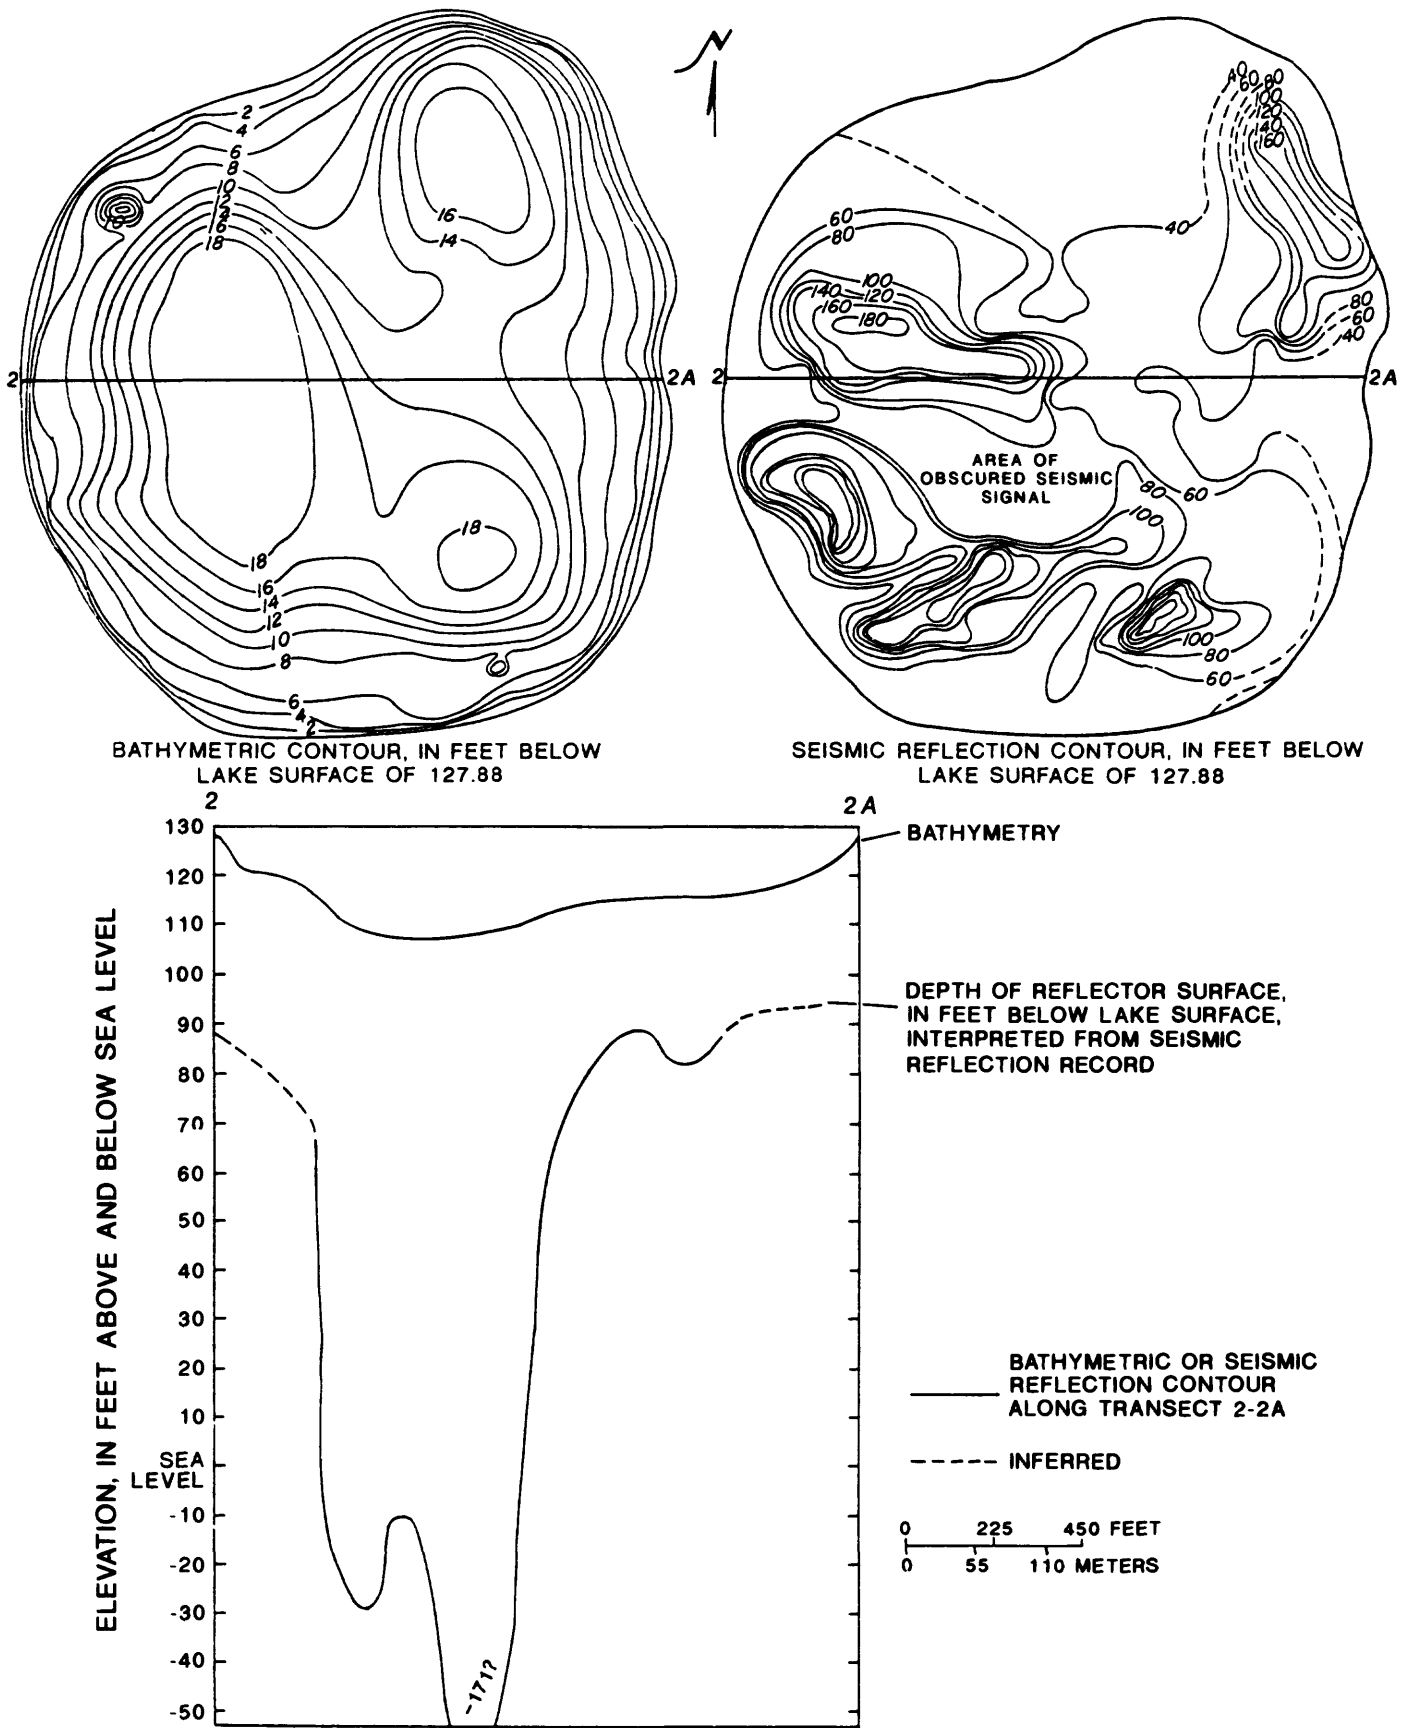 2
4
6
8
10
12
14
16
18
16
14
18
18
16
14
12
10
8
6
4
2
2
2A
N
40
60
80
100
120
140
160
40
60
80
100
140
120
160
180
80
60
40
2
2A
AREA OF
OBSCURED SEISMIC
SIGNAL
80
60
100
100
80
60
BATHYMETRIC CONTOUR, IN FEET BELOW
LAKE SURFACE OF 127.88
SEISMIC REFLECTION CONTOUR, IN FEET BELOW
LAKE SURFACE OF 127.88
2
2A
ELEVATION, IN FEET ABOVE AND BELOW SEA LEVEL
130
120
110
100
90
80
70
60
50
40
30
20
10
SEA
LEVEL
-10
-20
-30
-40
-50
-171?
BATHYMETRY
DEPTH OF REFLECTOR SURFACE,
IN FEET BELOW LAKE SURFACE,
INTERPRETED FROM SEISMIC
REFLECTION RECORD
BATHYMETRIC OR SEISMIC
REFLECTION CONTOUR
ALONG TRANSECT 2-2A
INFERRED
0 225 450 FEET
0 55 110 METERS